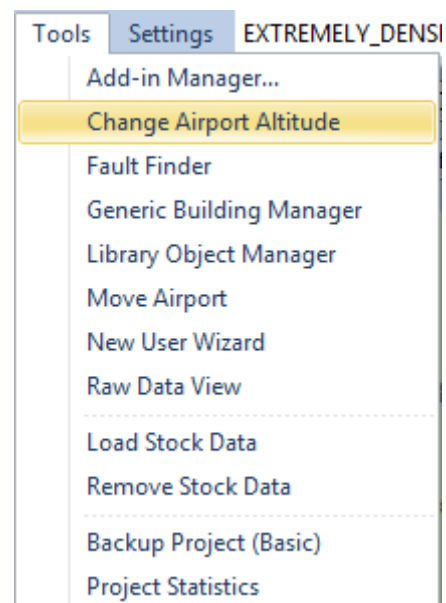 Tools Settings EXTREMELY_DENS
Add-in Manager...
Change Airport Altitude
Fault Finder
Generic Building Manager
Library Object Manager
Move Airport
New User Wizard
Raw Data View
Load Stock Data
Remove Stock Data
Backup Project (Basic)
Project Statistics